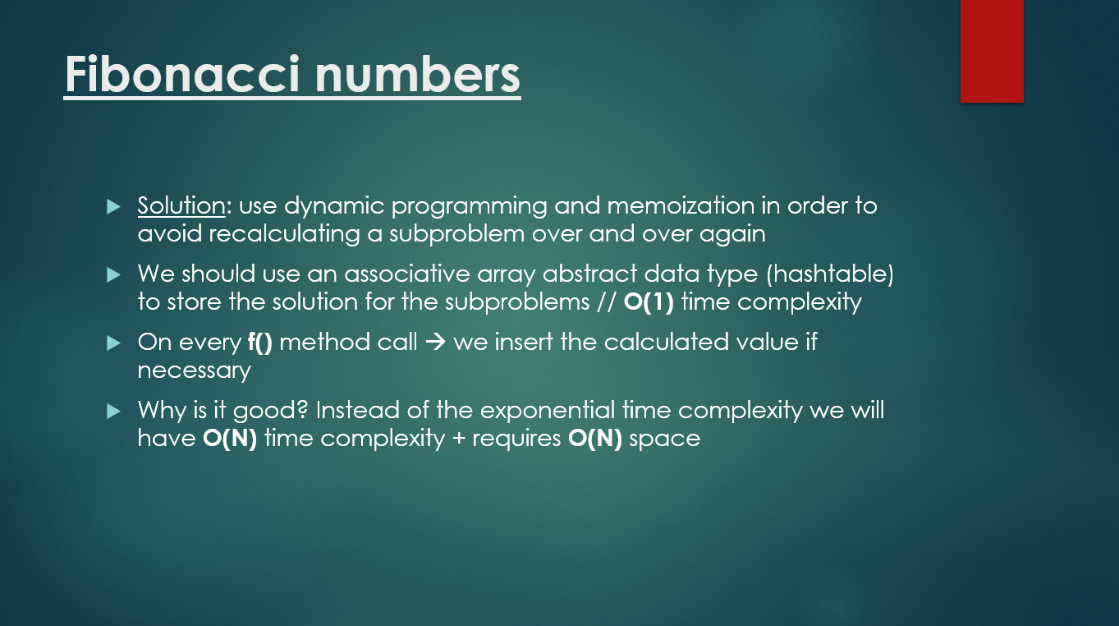 Fibonacci numbers
Solution: use dynamic programming and memoization in order to
avoid recalculating a subproblem over and over again
We should use an associative array abstract data type (hashtable)
to store the solution for the subproblems // O(1) time complexity
On every f() method call → we insert the calculated value if
necessary
Why is it good? Instead of the exponential time complexity we will
have O(N) time complexity + requires O(N) space